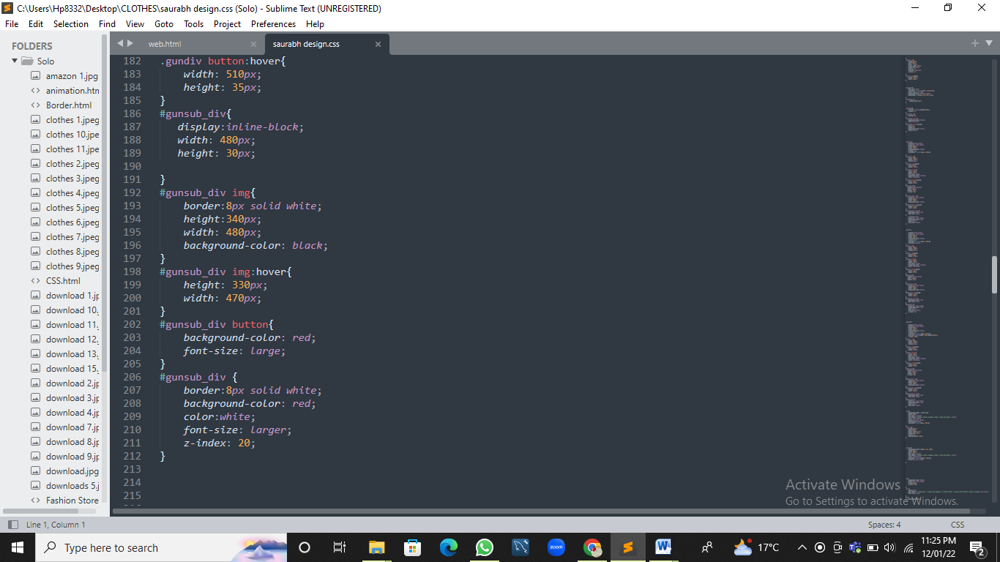 C:\Users\Hp8332\Desktop\CLOTHES\saurabh design.css (Solo) - Sublime Text (UNREGISTERED)
File Edit Selection Find View Goto Tools Project Preferences Help
FOLDERS
Solo
amazon 1.jpg
animation.htn
Border.html
clothes 1.jpeg
clothes 10.jpe
clothes 11.jpe
clothes 2.jpeg
clothes 3.jpeg
clothes 4.jpeg
clothes 5.jpeg
clothes 6.jpeg
clothes 7.jpeg
clothes 8.jpeg
clothes 9.jpeg
CSS.html
download 1.jp
download 10.
download 11.
download 12.
download 13.
download 15.
download 2.jp
download 3.jp
download 4.jp
download 7.jp
download 8.jp
download 9.jp
download.jpg
downloads 5.j
Fashion Store
web.html saurabh design.css
182 .gundiv button:hover{
183 width: 510px;
184 height: 35px;
185 }
186 #gunsub_div{
187 display:inline-block;
188 width: 480px;
189 height: 30px;
190
191 }
192 #gunsub_div img{
193 border:8px solid white;
194 height:340px;
195 width: 480px;
196 background-color: black;
197 }
198 #gunsub_div img:hover{
199 height: 330px;
200 width: 470px;
201 }
202 #gunsub_div button{
203 background-color: red;
204 font-size: large;
205 }
206 #gunsub_div {
207 border:8px solid white;
208 background-color: red;
209 color:white;
210 font-size: larger;
211 z-index: 20;
212 }
213
214
215
Activate Windows
Go to Settings to activate Windows.
Line 1, Column 1 Spaces: 4 CSS
Type here to search
zoom
17°C
11:25 PM
12/01/22
2